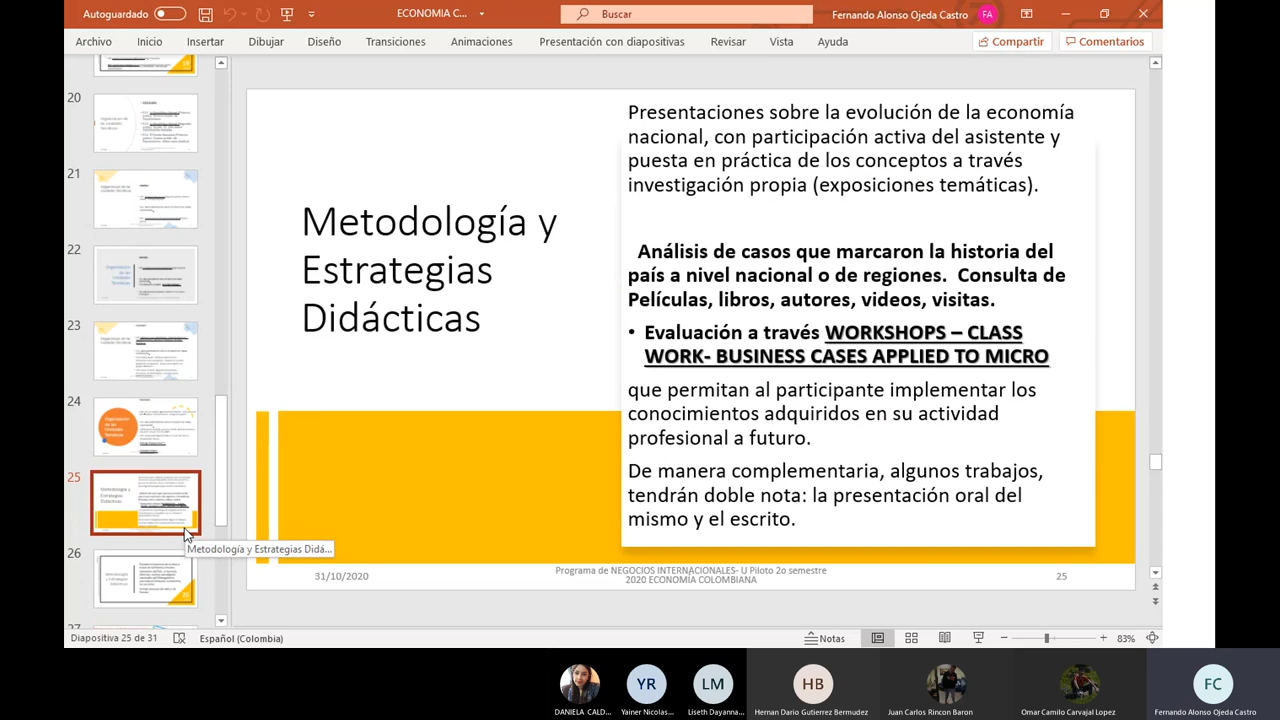 Autoguardado
ECONOMIA C...
Buscar
Fernando Alonso Ojeda Castro
FA
Archivo
Inicio
Insertar
Dibujar
Diseño
Transiciones
Animaciones
Presentación con diapositivas
Revisar
Vista
Ayuda
Compartir
Comentarios
20
21
22
23
24
25
26
27
Metodología y Estrategias Didá...
Metodología y
Estrategias
Didácticas
Presentaciones sobre la evolución de la economía
nacional, con participación activa del asistente y
puesta en práctica de los conceptos a través
investigación propia (exposiciones temáticas).
Análisis de casos que marcaron la historia del
país a nivel nacional o de regiones. Consulta de
Películas, libros, autores, videos, visitas.
• Evaluación a través WORKSHOPS – CLASS
WORK- BUSINESS CASES APPLIED TO MICRO
que permitan al participante implementar los
conocimientos adquiridos en su actividad
profesional a futuro.
De manera complementaria, algunos trabajos,
tendrán doble nota: la presentación oral del
mismo y el escrito.
31/10/2020
Programa de NEGOCIOS INTERNACIONALES- U Piloto 2o semestre
2020 ECONOMÍA COLOMBIANA
25
Diapositiva 25 de 31
Español (Colombia)
Notas
83%
YR
LM
HB
FC
DANIELA CALD...
Yainer Nicolas...
Liseth Dayanna...
Hernan Dario Gutierrez Bermudez
Juan Carlos Rincon Baron
Omar Camilo Carvajal Lopez
Fernando Alonso Ojeda Castro